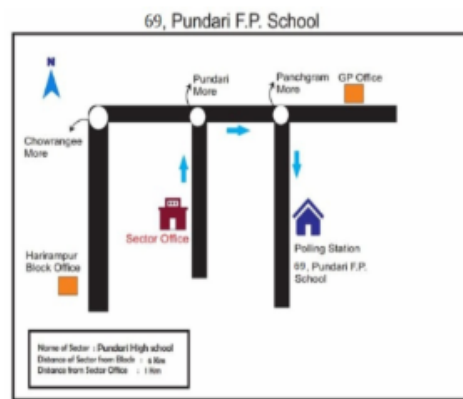 69, Pundari F.P. School
N
Pundari
More
Panchgram
More
GP Office
Chowrangee
More
Sector Office
Polling Station
69, Pundari F.P.
School
Harirampur
Block Office
Name of Sector : Pundari High school
Distance of Sector from Block : 6 Km
Distance from Sector Office : 1 Km